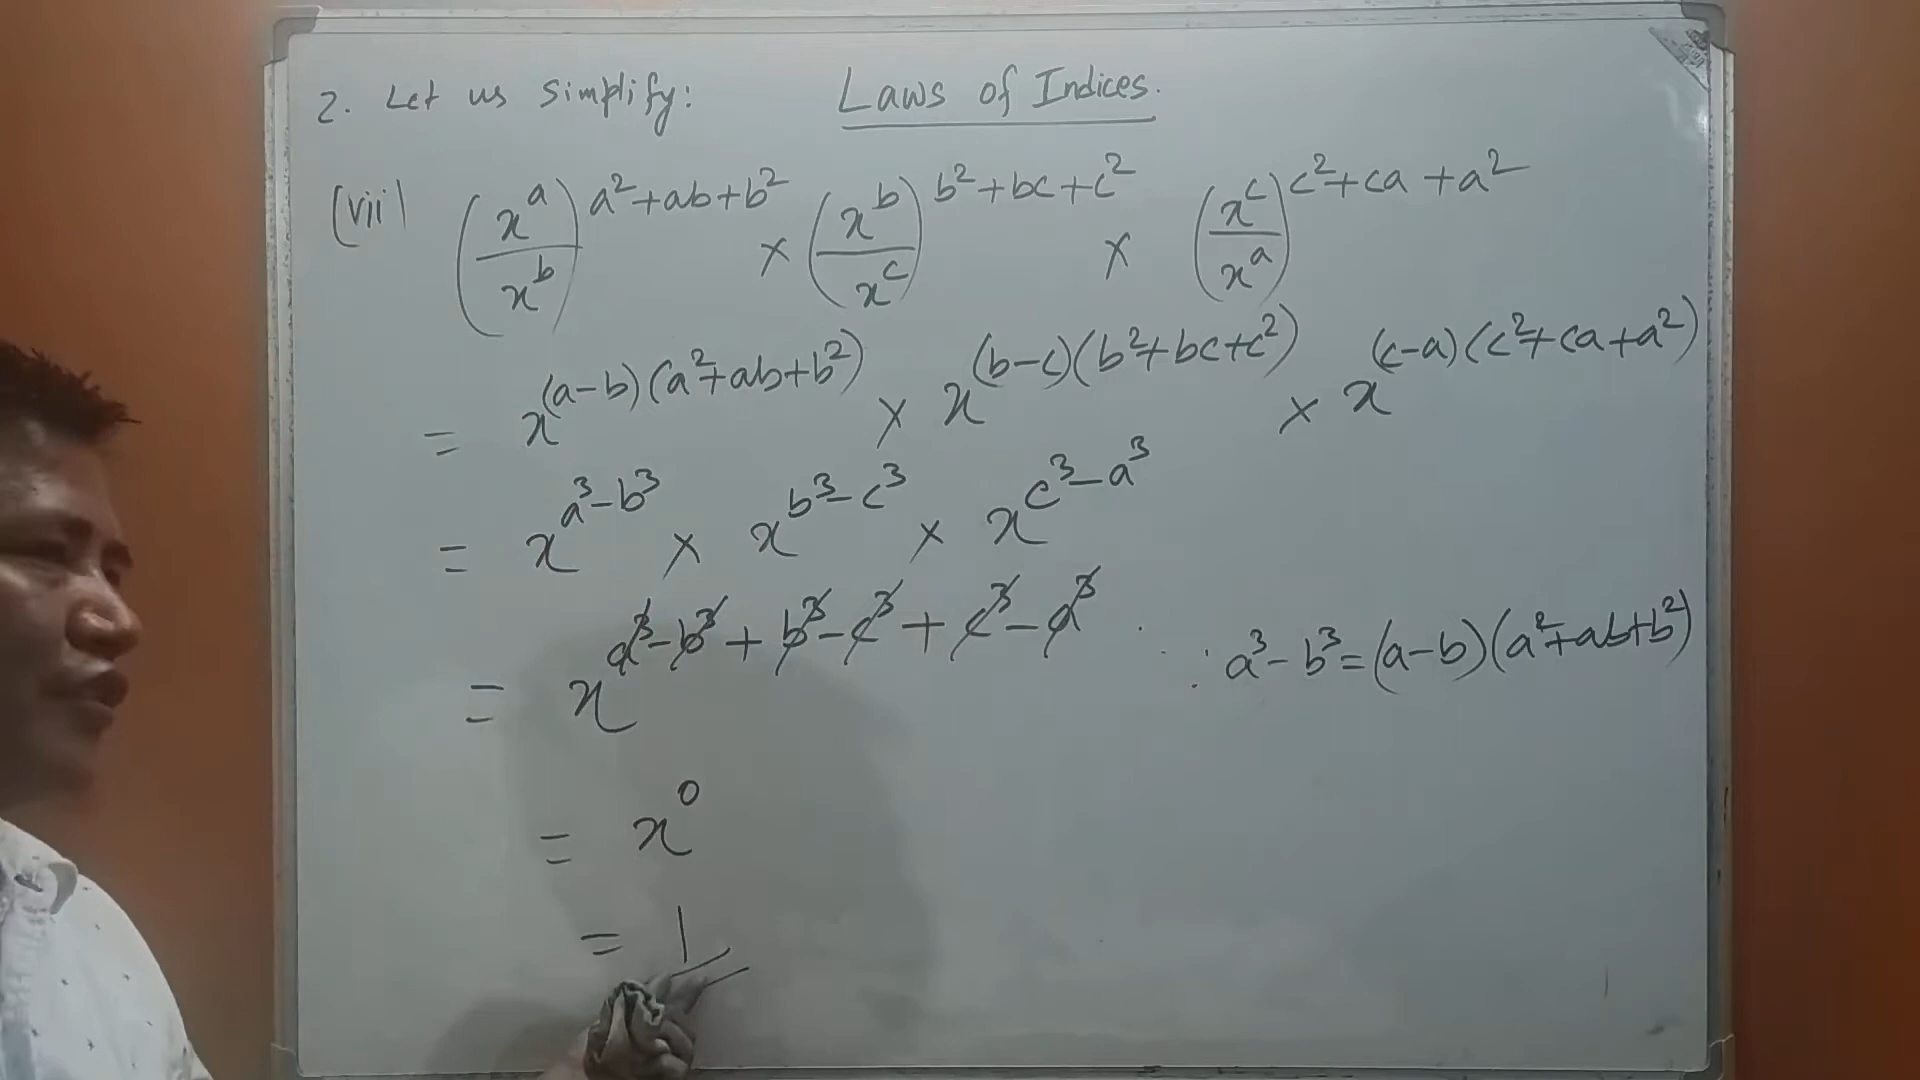 2. Let us simplify: Laws of Indices.
(vii) (x^a/x^b)^(a²+ab+b²) × (x^b/x^c)^(b²+bc+c²) × (x^c/x^a)^(c²+ca+a²)
= x^(a-b)(a²+ab+b²) × x^(b-c)(b²+bc+c²) × x^(c-a)(c²+ca+a²)
= x^(a³-b³) × x^(b³-c³) × x^(c³-a³)
= x^(a³-b³+b³-c³+c³-a³) ∵ a³-b³=(a-b)(a²+ab+b²)
= x⁰
= 1